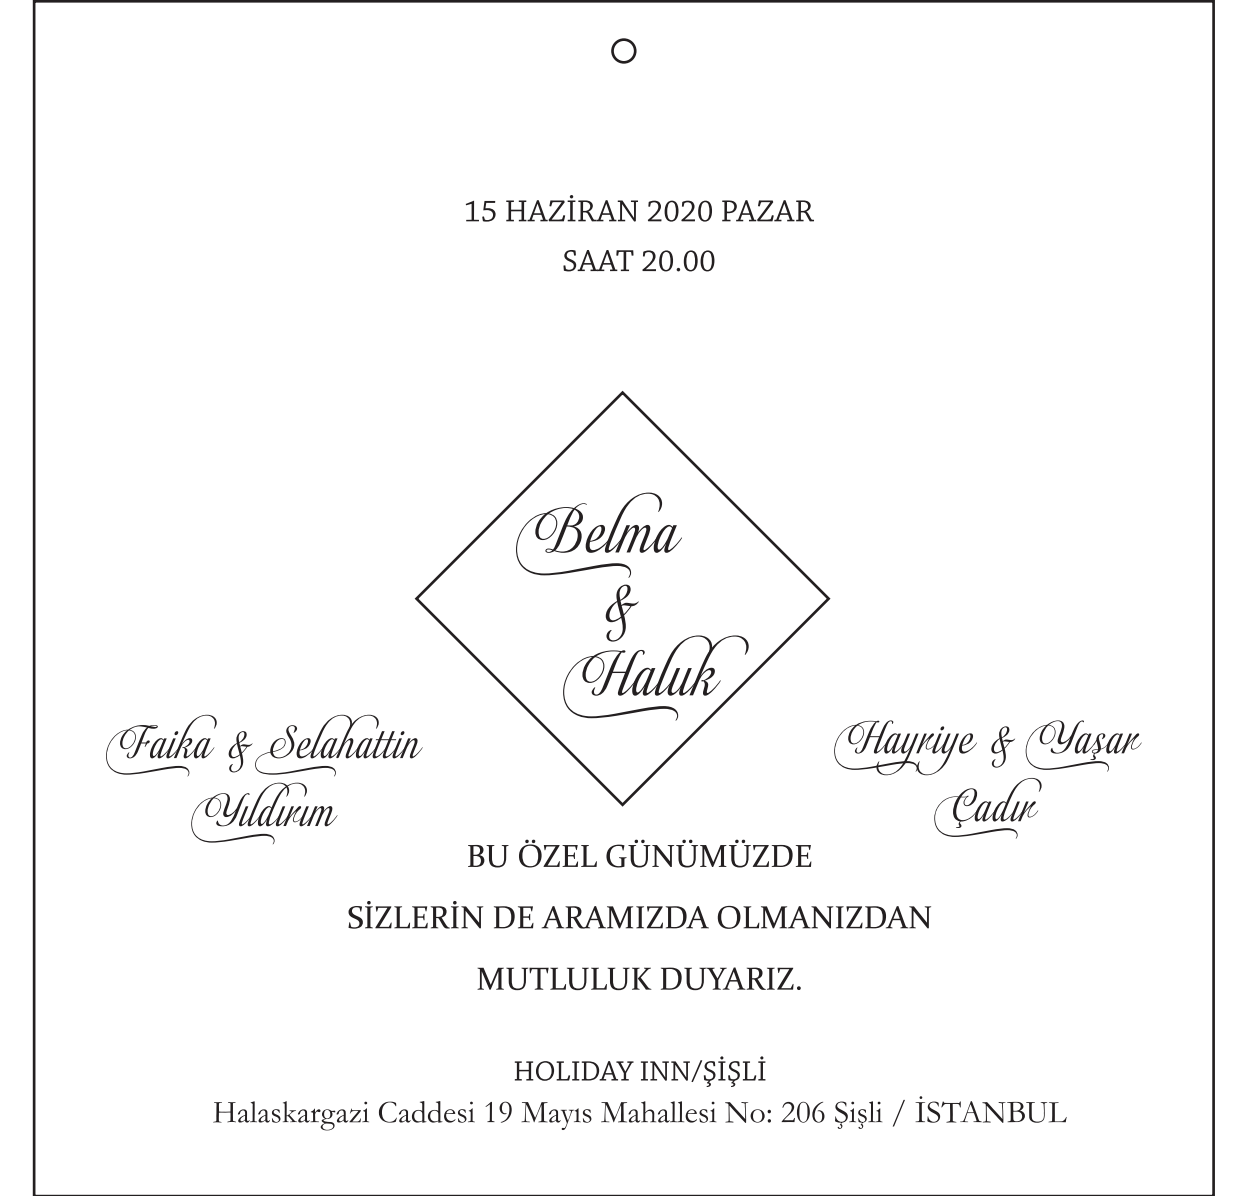 15 HAZİRAN 2020 PAZAR
SAAT 20.00
Belma
&
Haluk
Faika & Selahattin
Yıldırım
Hayriye & Yaşar
Çadır
BU ÖZEL GÜNÜMÜZDE
SİZLERİN DE ARAMIZDA OLMANIZDAN
MUTLULUK DUYARIZ.
HOLIDAY INN/ŞİŞLİ
Halaskargazi Caddesi 19 Mayıs Mahallesi No: 206 Şişli / İSTANBUL